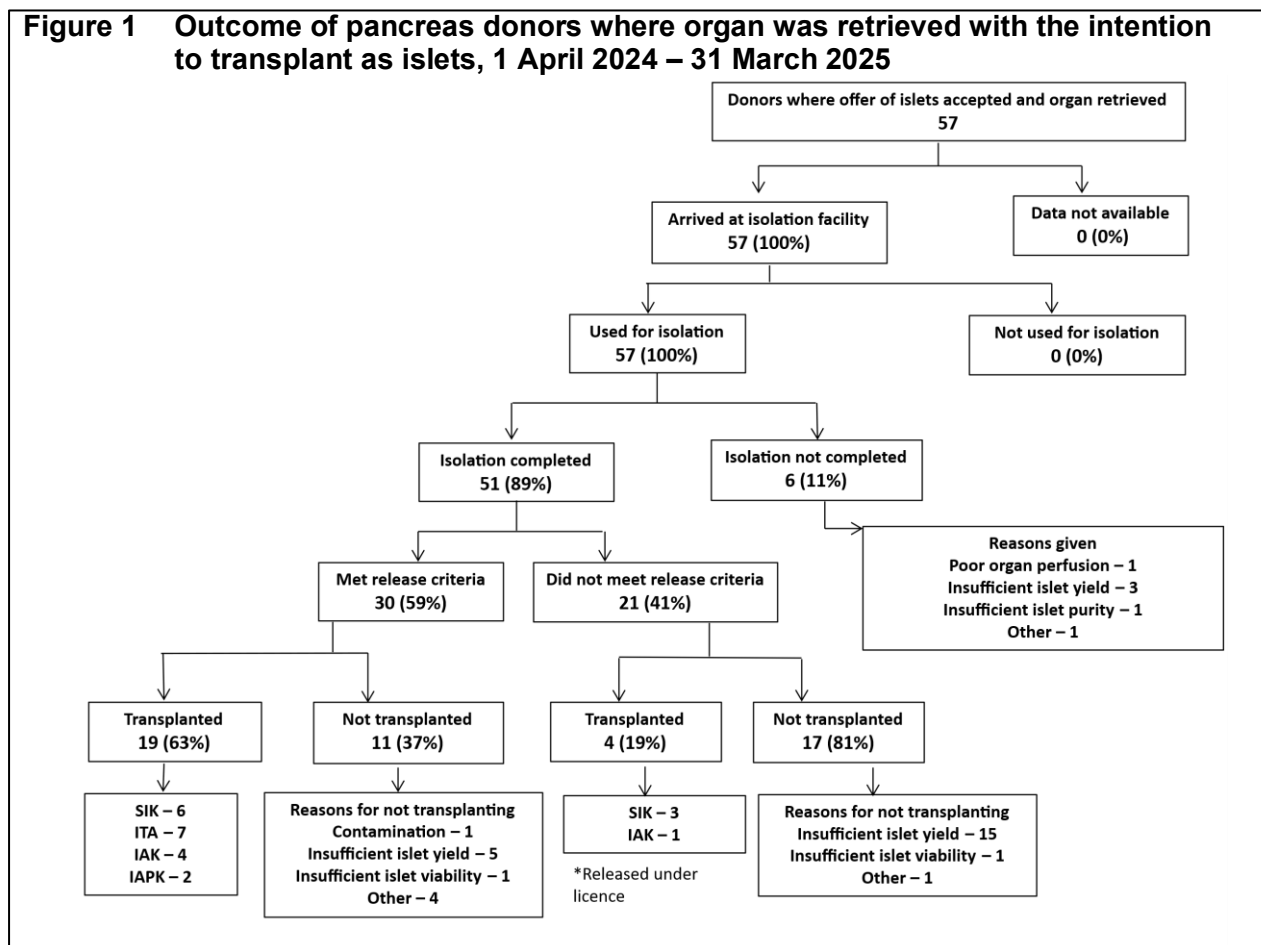 Figure 1 Outcome of pancreas donors where organ was retrieved with the intention
to transplant as islets, 1 April 2024 – 31 March 2025
Donors where offer of islets accepted and organ retrieved
57
Arrived at isolation facility
57 (100%)
Data not available
0 (0%)
Used for isolation
57 (100%)
Not used for isolation
0 (0%)
Isolation completed
51 (89%)
Isolation not completed
6 (11%)
Reasons given
Poor organ perfusion – 1
Insufficient islet yield – 3
Insufficient islet purity – 1
Other – 1
Met release criteria
30 (59%)
Did not meet release criteria
21 (41%)
Transplanted
19 (63%)
Not transplanted
11 (37%)
Transplanted
4 (19%)
Not transplanted
17 (81%)
SIK – 6
ITA – 7
IAK – 4
IAPK – 2
Reasons for not transplanting
Contamination – 1
Insufficient islet yield – 5
Insufficient islet viability – 1
Other – 4
SIK – 3
IAK – 1
*Released under
licence
Reasons for not transplanting
Insufficient islet yield – 15
Insufficient islet viability – 1
Other – 1